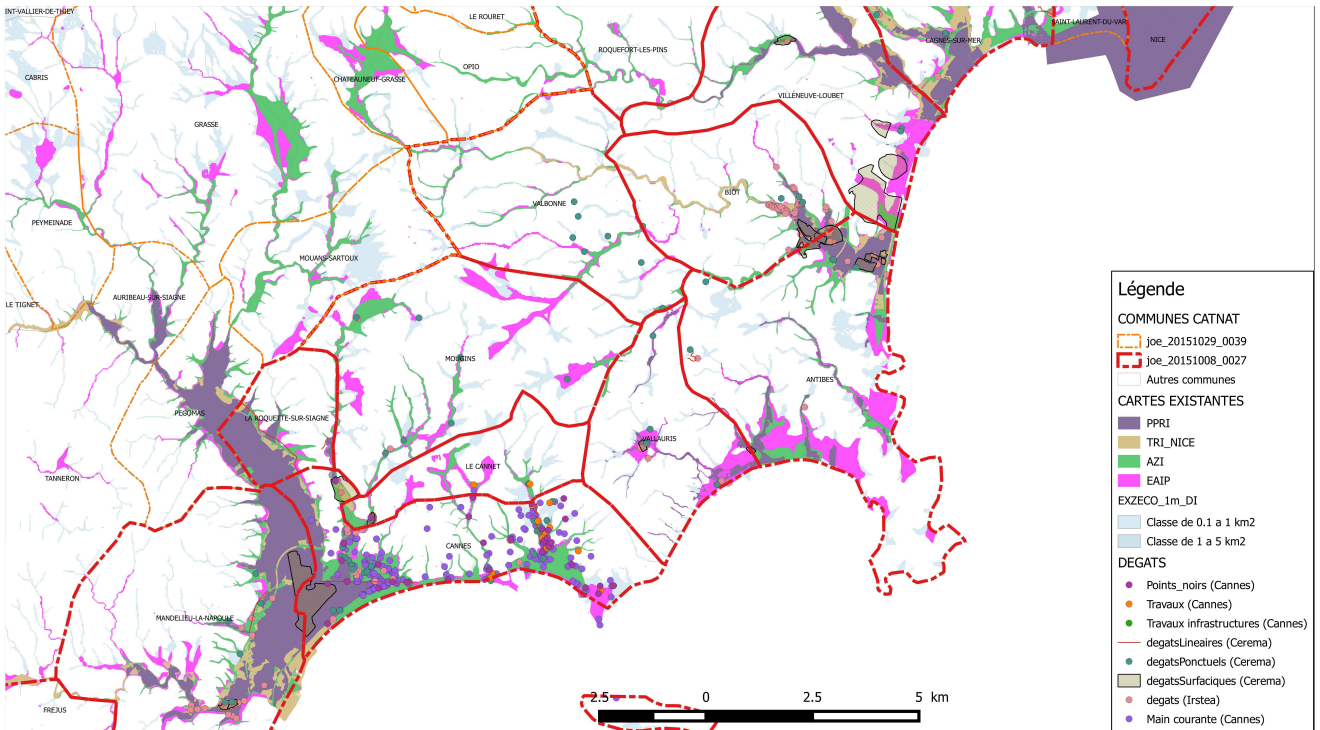 INT-VALLIER-DE-THIEY
LE ROURET
SAINT-LAURENT-DU-VAR
CAGNES-SUR-MER
NICE
ROQUEFORT-LES-PINS
OPIO
CABRIS
CHATEAUNEUF-GRASSE
VILLENEUVE-LOUBET
GRASSE
BIOT
VALBONNE
PEYMEINADE
MOUANS-SARTOUX
AURIBEAU-SUR-SIAGNE
LE TIGNET
MOUGINS
ANTIBES
PEGOMAS
LA ROQUETTE-SUR-SIAGNE
VALLAURIS
LE CANNET
TANNERON
CANNES
MANDELIEU-LA-NAPOULE
FREJUS
2.5 0 2.5 5 km
Légende
COMMUNES CATNAT
joe_20151029_0039
joe_20151008_0027
Autres communes
CARTES EXISTANTES
PPRI
TRI_NICE
AZI
EAIP
EXZECO_1m_DI
Classe de 0.1 a 1 km2
Classe de 1 a 5 km2
DEGATS
Points_noirs (Cannes)
Travaux (Cannes)
Travaux infrastructures (Cannes)
degatsLineaires (Cerema)
degatsPonctuels (Cerema)
degatsSurfaciques (Cerema)
degats (Irstea)
Main courante (Cannes)